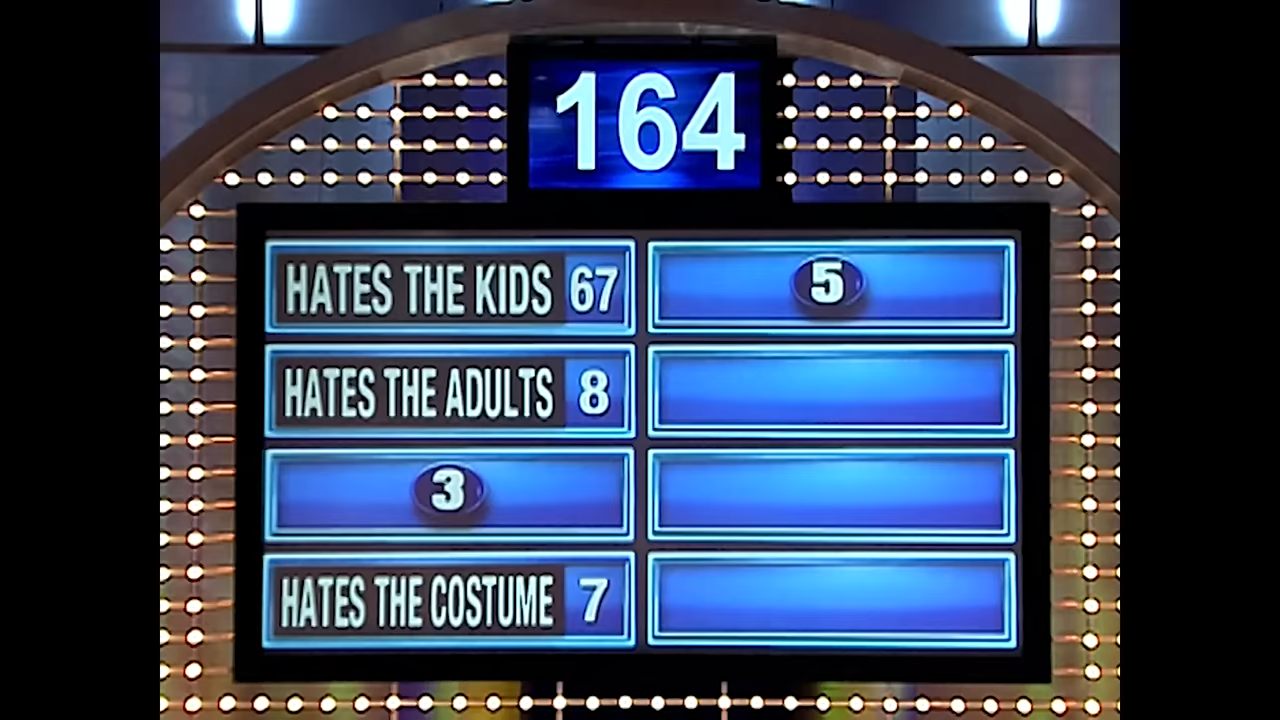 164
HATES THE KIDS 67
5
HATES THE ADULTS 8
3
HATES THE COSTUME 7